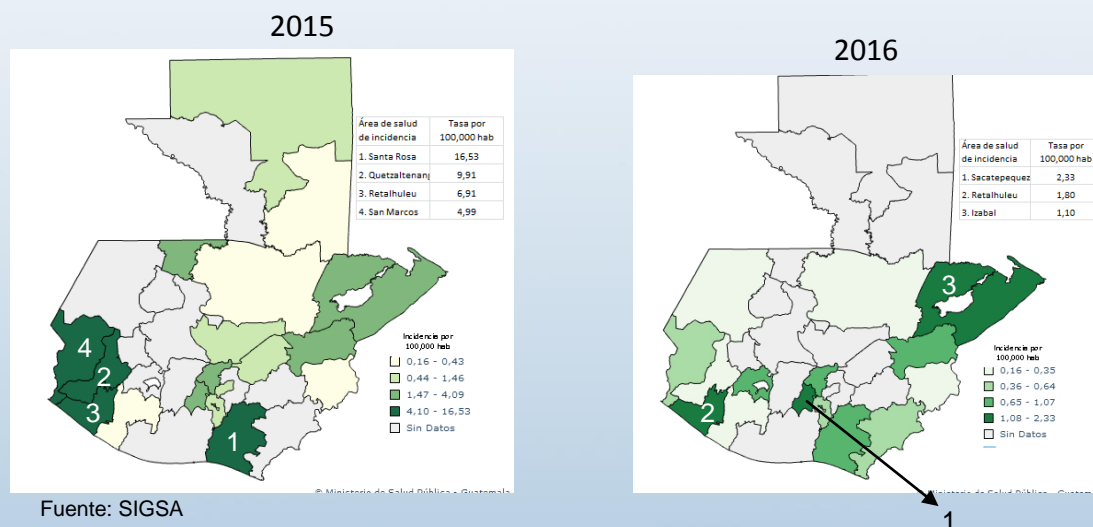 2015
Área de salud de incidencia
Tasa por 100,000 hab
1. Santa Rosa 16,53
2. Quetzaltenang 9,91
3. Retalhuleu 6,91
4. San Marcos 4,99
4
2
3
1
Incidencia por
100,000 hab
0,16 - 0,43
0,44 - 1,46
1,47 - 4,09
4,10 - 16,53
Sin Datos
© Ministerio de Salud Pública - Guatemala
Fuente: SIGSA
2016
Área de salud de incidencia
Tasa por 100,000 hab
1. Sacatepequez 2,33
2. Retalhuleu 1,80
3. Izabal 1,10
3
2
Incidencia por
100,000 hab
0,16 - 0,35
0,36 - 0,64
0,65 - 1,07
1,08 - 2,33
Sin Datos
Ministerio de Salud Pública - Guatem
1